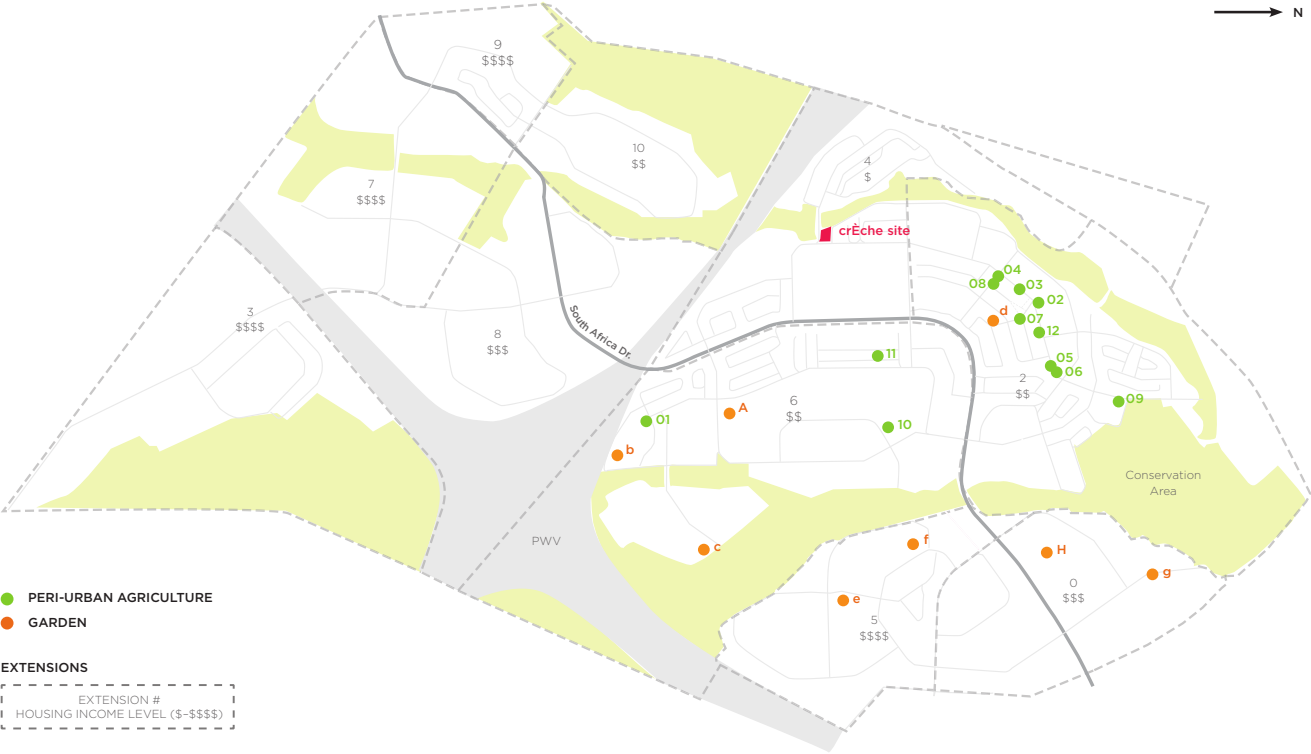 N
9
$$$$
10
$$
4
$
7
$$$$
crÈche site
04
08
03
02
d
07
12
3
$$$$
8
$$$
South Africa Dr.
11
05
06
2
$$
09
6
$$
A
01
10
b
Conservation
Area
PWV
c
f
H
g
0
$$$
e
5
$$$$
PERI-URBAN AGRICULTURE
GARDEN
EXTENSIONS
EXTENSION #
HOUSING INCOME LEVEL ($–$$$$)